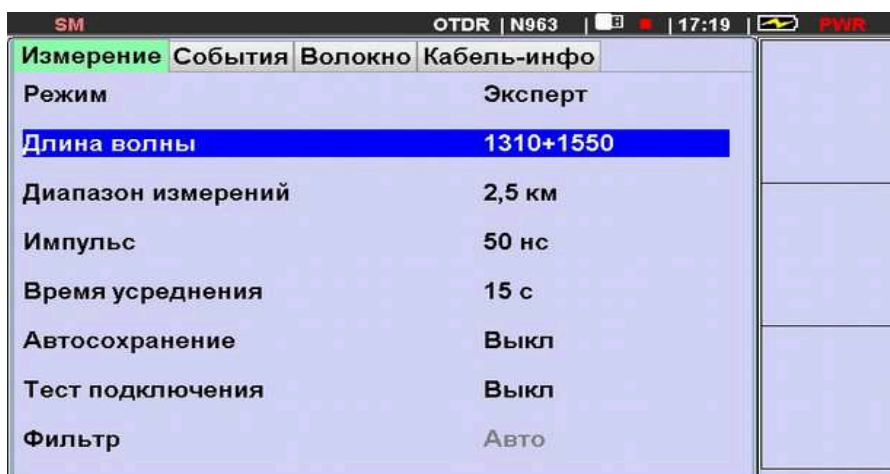 SM OTDR | N963 | | 17:19 | PWR
Измерение События Волокно Кабель-инфо
Режим Эксперт
Длина волны 1310+1550
Диапазон измерений 2,5 км
Импульс 50 нс
Время усреднения 15 с
Автосохранение Выкл
Тест подключения Выкл
Фильтр Авто